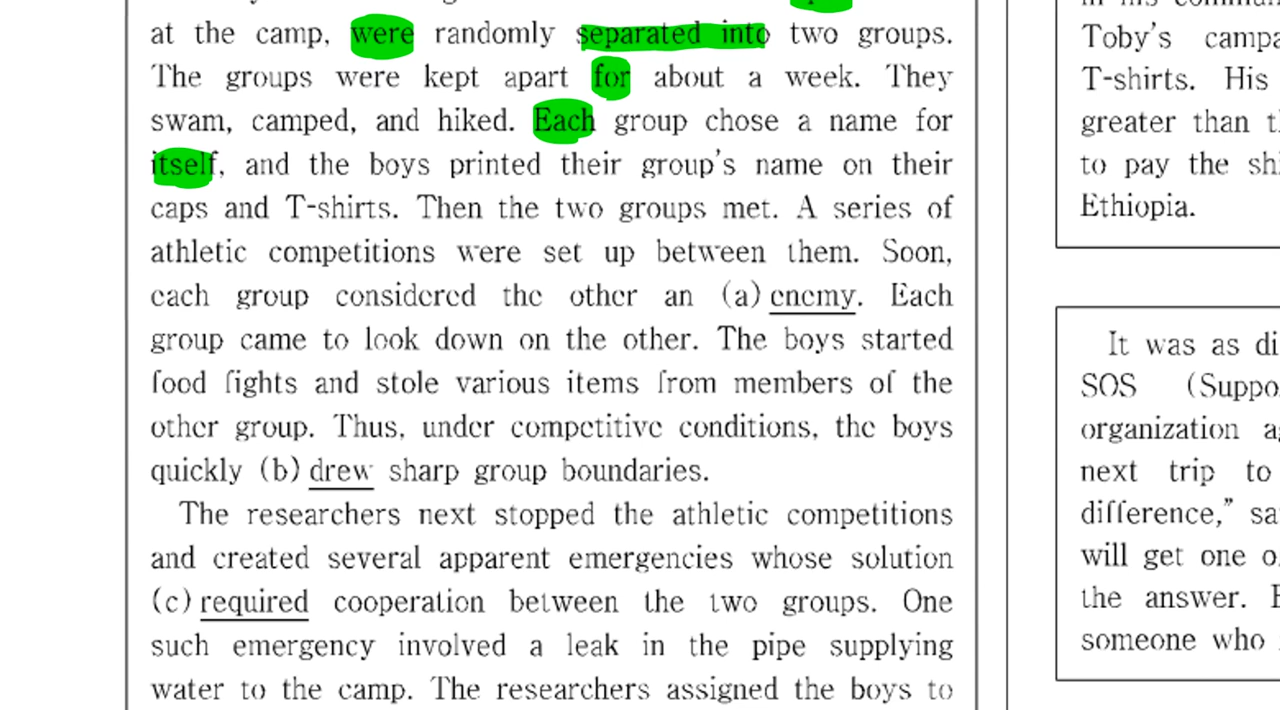 at the camp, were randomly separated into two groups.
The groups were kept apart for about a week. They
swam, camped, and hiked. Each group chose a name for
itself, and the boys printed their group's name on their
caps and T-shirts. Then the two groups met. A series of
athletic competitions were set up between them. Soon,
each group considered the other an (a) enemy. Each
group came to look down on the other. The boys started
food fights and stole various items from members of the
other group. Thus, under competitive conditions, the boys
quickly (b) drew sharp group boundaries.
The researchers next stopped the athletic competitions
and created several apparent emergencies whose solution
(c) required cooperation between the two groups. One
such emergency involved a leak in the pipe supplying
water to the camp. The researchers assigned the boys to
Toby's
T-shirts. His
greater than
to pay the
Ethiopia.
It was as
SOS (Suppo
organization
next trip to
difference,"
will get one
the answer.
someone who